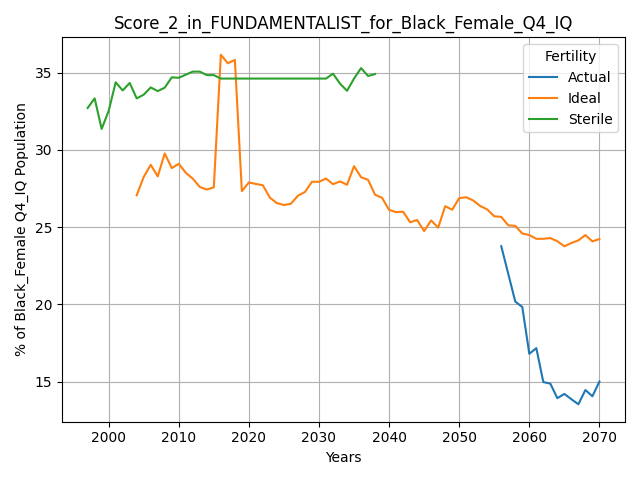 Score_2_in_FUNDAMENTALIST_for_Black_Female_Q4_IQ
Fertility
Actual
Ideal
Sterile
% of Black_Female Q4_IQ Population
35
30
25
20
15
2000
2010
2020
2030
2040
2050
2060
2070
Years